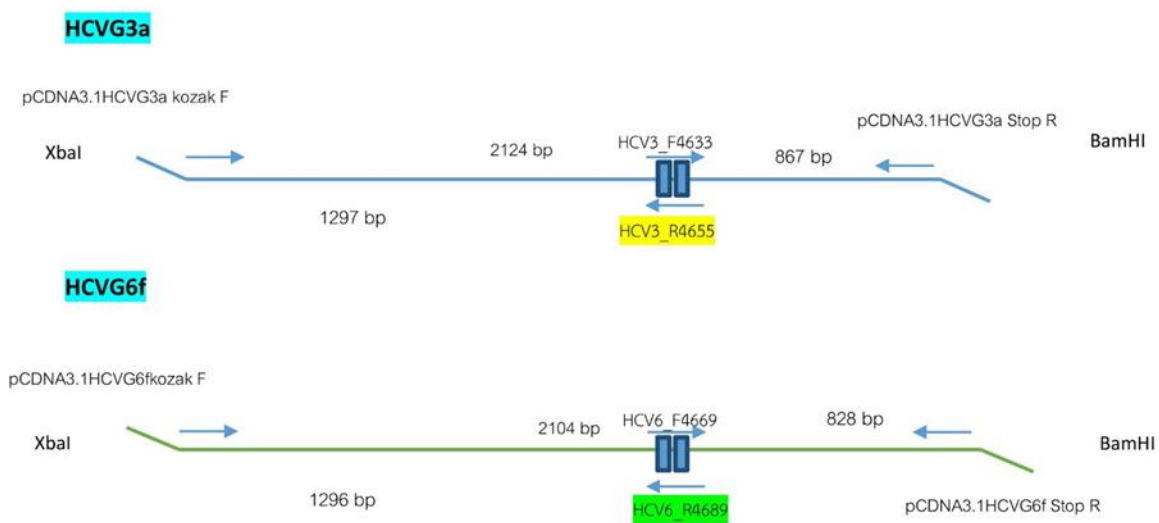 HCVG3a
pCDNA3.1HCVG3a kozak F
pCDNA3.1HCVG3a Stop R
XbaI
2124 bp
HCV3_F4633
867 bp
BamHI
1297 bp
HCV3_R4655
HCVG6f
pCDNA3.1HCVG6fkozak F
XbaI
2104 bp
HCV6_F4669
828 bp
BamHI
1296 bp
HCV6_R4689
pCDNA3.1HCVG6f Stop R